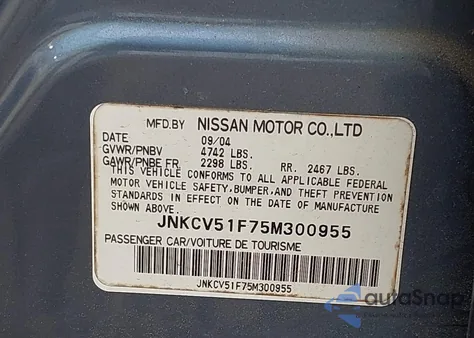 MFD.BY NISSAN MOTOR CO.,LTD
DATE 09/04
GVWR/PNBV 4742 LBS.
GAWR/PNBE FR. 2298 LBS. RR. 2467 LBS.
THIS VEHICLE CONFORMS TO ALL APPLICABLE FEDERAL
MOTOR VEHICLE SAFETY,BUMPER,AND THEFT PREVENTION
STANDARDS IN EFFECT ON THE DATE OF MANUFACTURE
SHOWN ABOVE.
JNKCV51F75M300955
PASSENGER CAR/VOITURE DE TOURISME
JNKCV51F75M300955
autoSnap